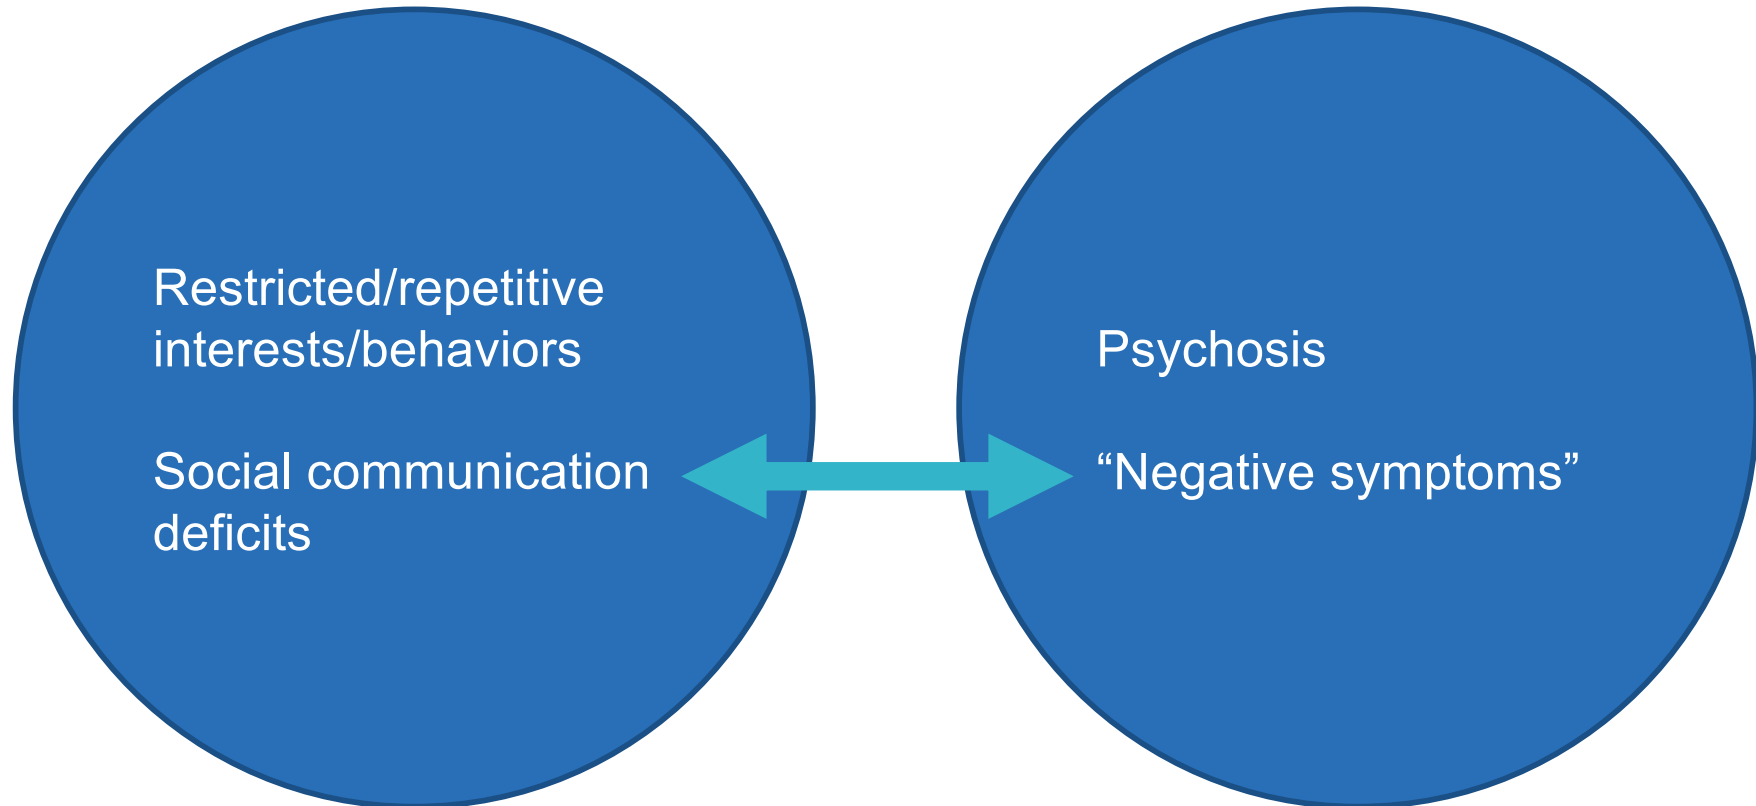 Restricted/repetitive
interests/behaviors
Social communication
deficits
Psychosis
“Negative symptoms”